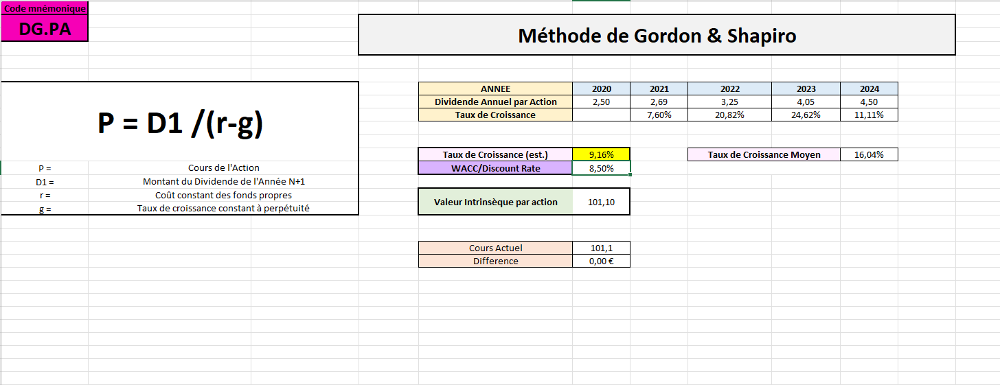 Code mnémonique
DG.PA
Méthode de Gordon & Shapiro
P = D1 /(r-g)
P = Cours de l'Action
D1 = Montant du Dividende de l'Année N+1
r = Coût constant des fonds propres
g = Taux de croissance constant à perpétuité
ANNEE 2020 2021 2022 2023 2024
Dividende Annuel par Action 2,50 2,69 3,25 4,05 4,50
Taux de Croissance 7,60% 20,82% 24,62% 11,11%
Taux de Croissance (est.) 9,16% Taux de Croissance Moyen 16,04%
WACC/Discount Rate 8,50%
Valeur Intrinsèque par action 101,10
Cours Actuel 101,1
Difference 0,00 €